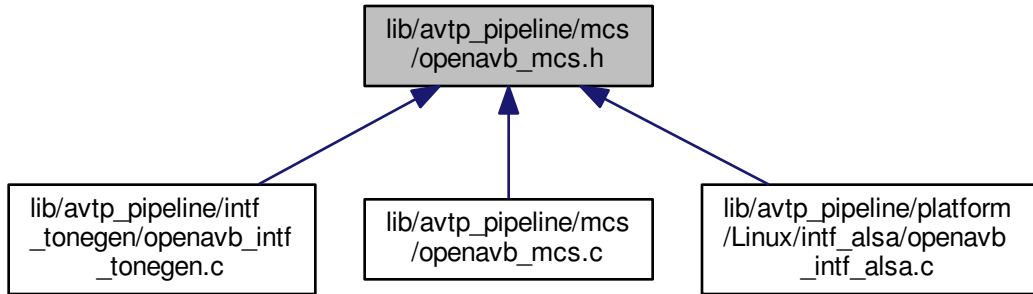 lib/avtp_pipeline/mcs
/openavb_mcs.h
lib/avtp_pipeline/intf
_tonegen/openavb_intf
_tonegen.c
lib/avtp_pipeline/mcs
/openavb_mcs.c
lib/avtp_pipeline/platform
/Linux/intf_alsa/openavb
_intf_alsa.c